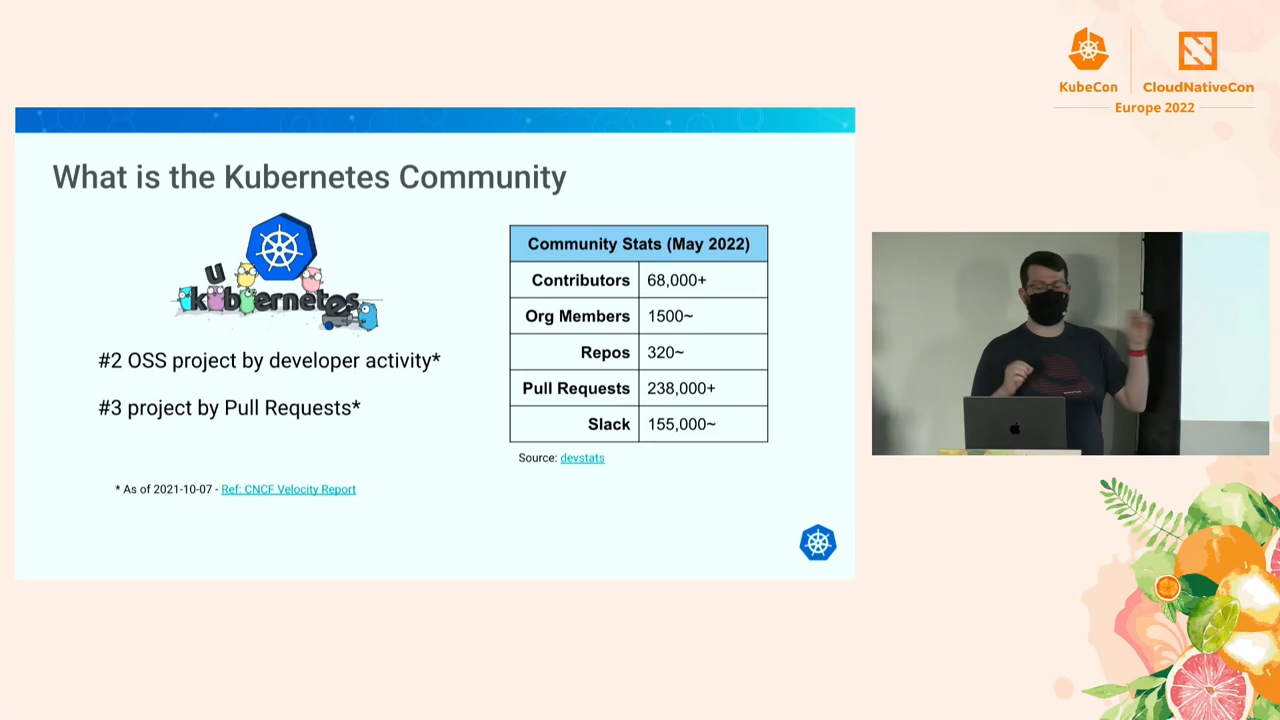 KubeCon
CloudNativeCon
Europe 2022
What is the Kubernetes Community
u
kubernetes
#2 OSS project by developer activity*
#3 project by Pull Requests*
* As of 2021-10-07 - Ref: CNCF Velocity Report
Community Stats (May 2022)
Contributors 68,000+
Org Members 1500~
Repos 320~
Pull Requests 238,000+
Slack 155,000~
Source: devstats